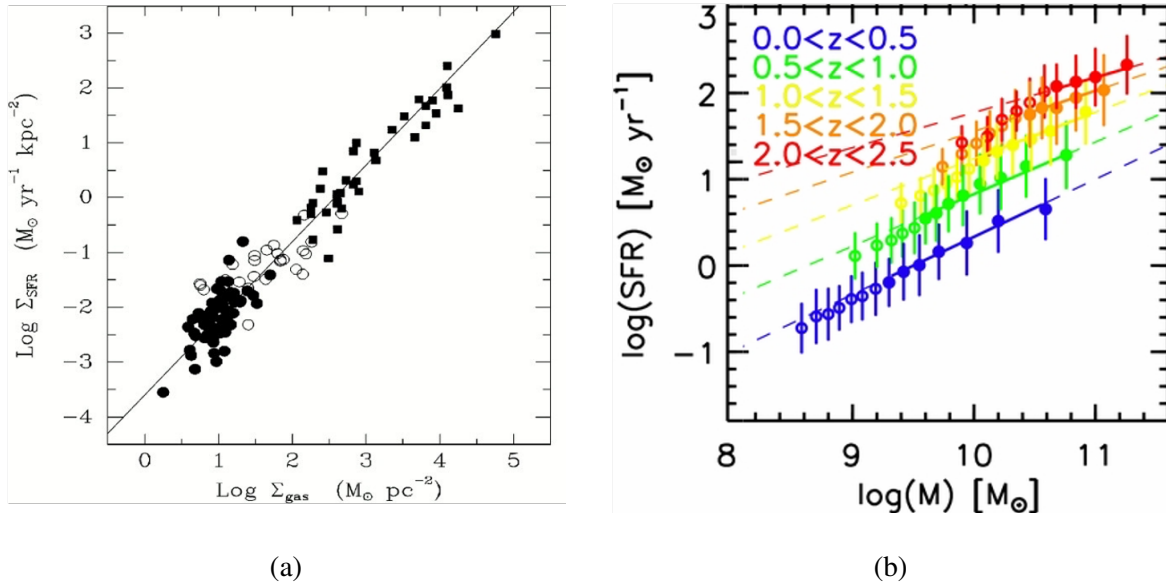 3
2
1
0
−1
−2
−3
−4
Log Σ_SFR (M⊙ yr⁻¹ kpc⁻²)
0 1 2 3 4 5
Log Σ_gas (M⊙ pc⁻²)
(a)
3
2
1
0
−1
log(SFR) [M⊙ yr⁻¹]
0.0<z<0.5
0.5<z<1.0
1.0<z<1.5
1.5<z<2.0
2.0<z<2.5
8 9 10 11
log(M) [M⊙]
(b)